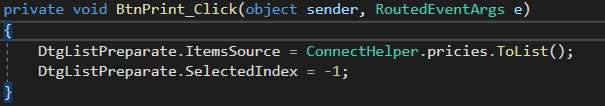 private void BtnPrint_Click(object sender, RoutedEventArgs e)
{
DtgListPreparate.ItemsSource = ConnectHelper.pricies.ToList();
DtgListPreparate.SelectedIndex = -1;
}